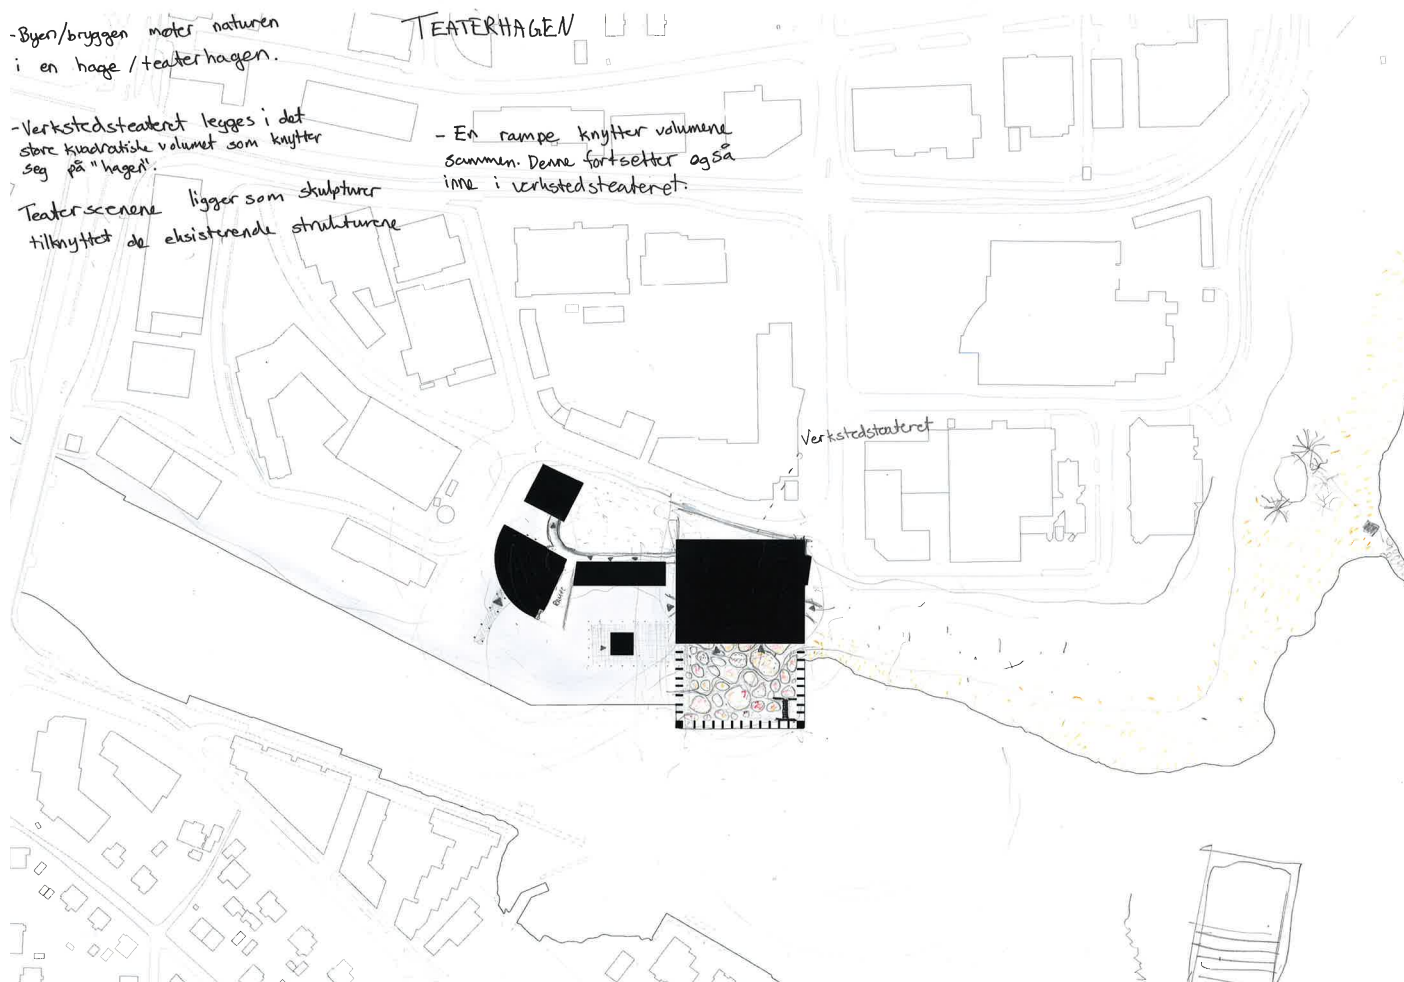 TEATERHAGEN
- Byen/bryggen møter naturen
i en hage / teaterhagen.
- Verkstedsteateret legges i det
store kvadratiske volumet som knytter
seg på "hagen".
Teaterscenene ligger som skulpturer
tilknyttet de eksisterende strukturene
- En rampe knytter volumene
sammen. Denne fortsetter også
inne i verkstedsteateret.
Verkstedsteateret